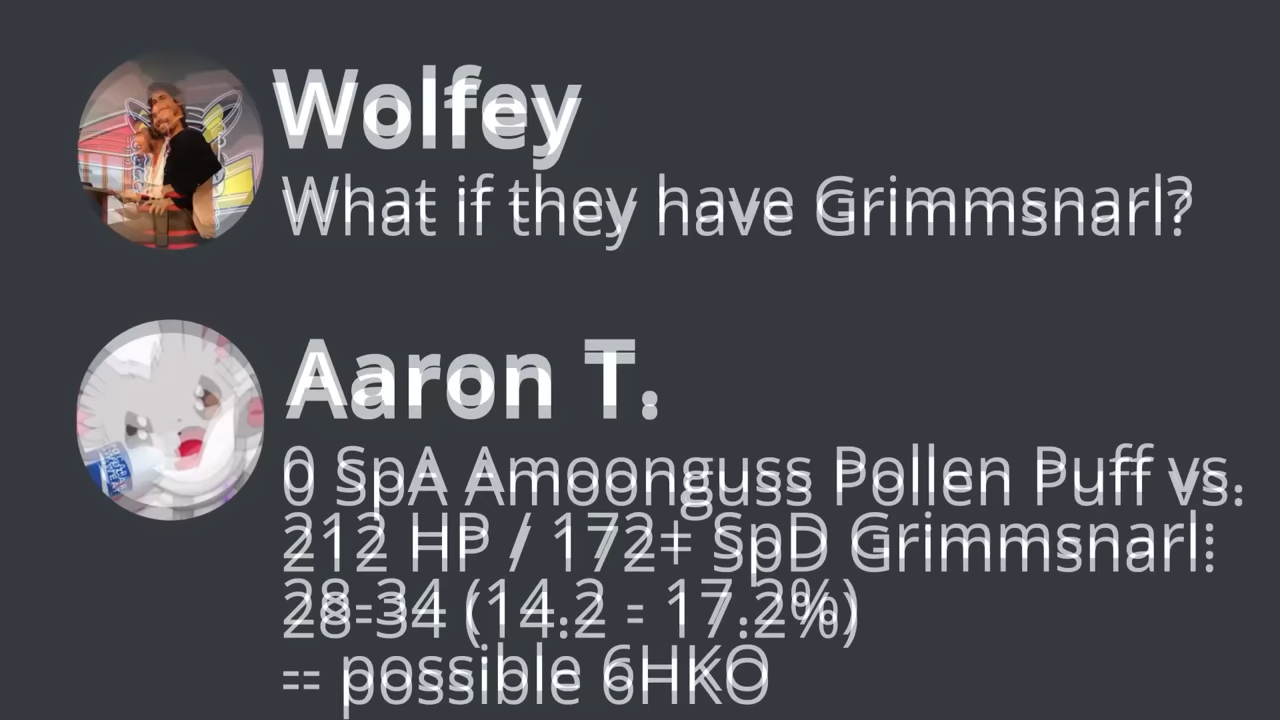 Wolfey
What if they have Grimmsnarl?
Aaron T.
0 SpA Amoonguss Pollen Puff vs.
212 HP / 172+ SpD Grimmsnarl:
28-34 (14.2 - 17.2%)
-- possible 6HKO